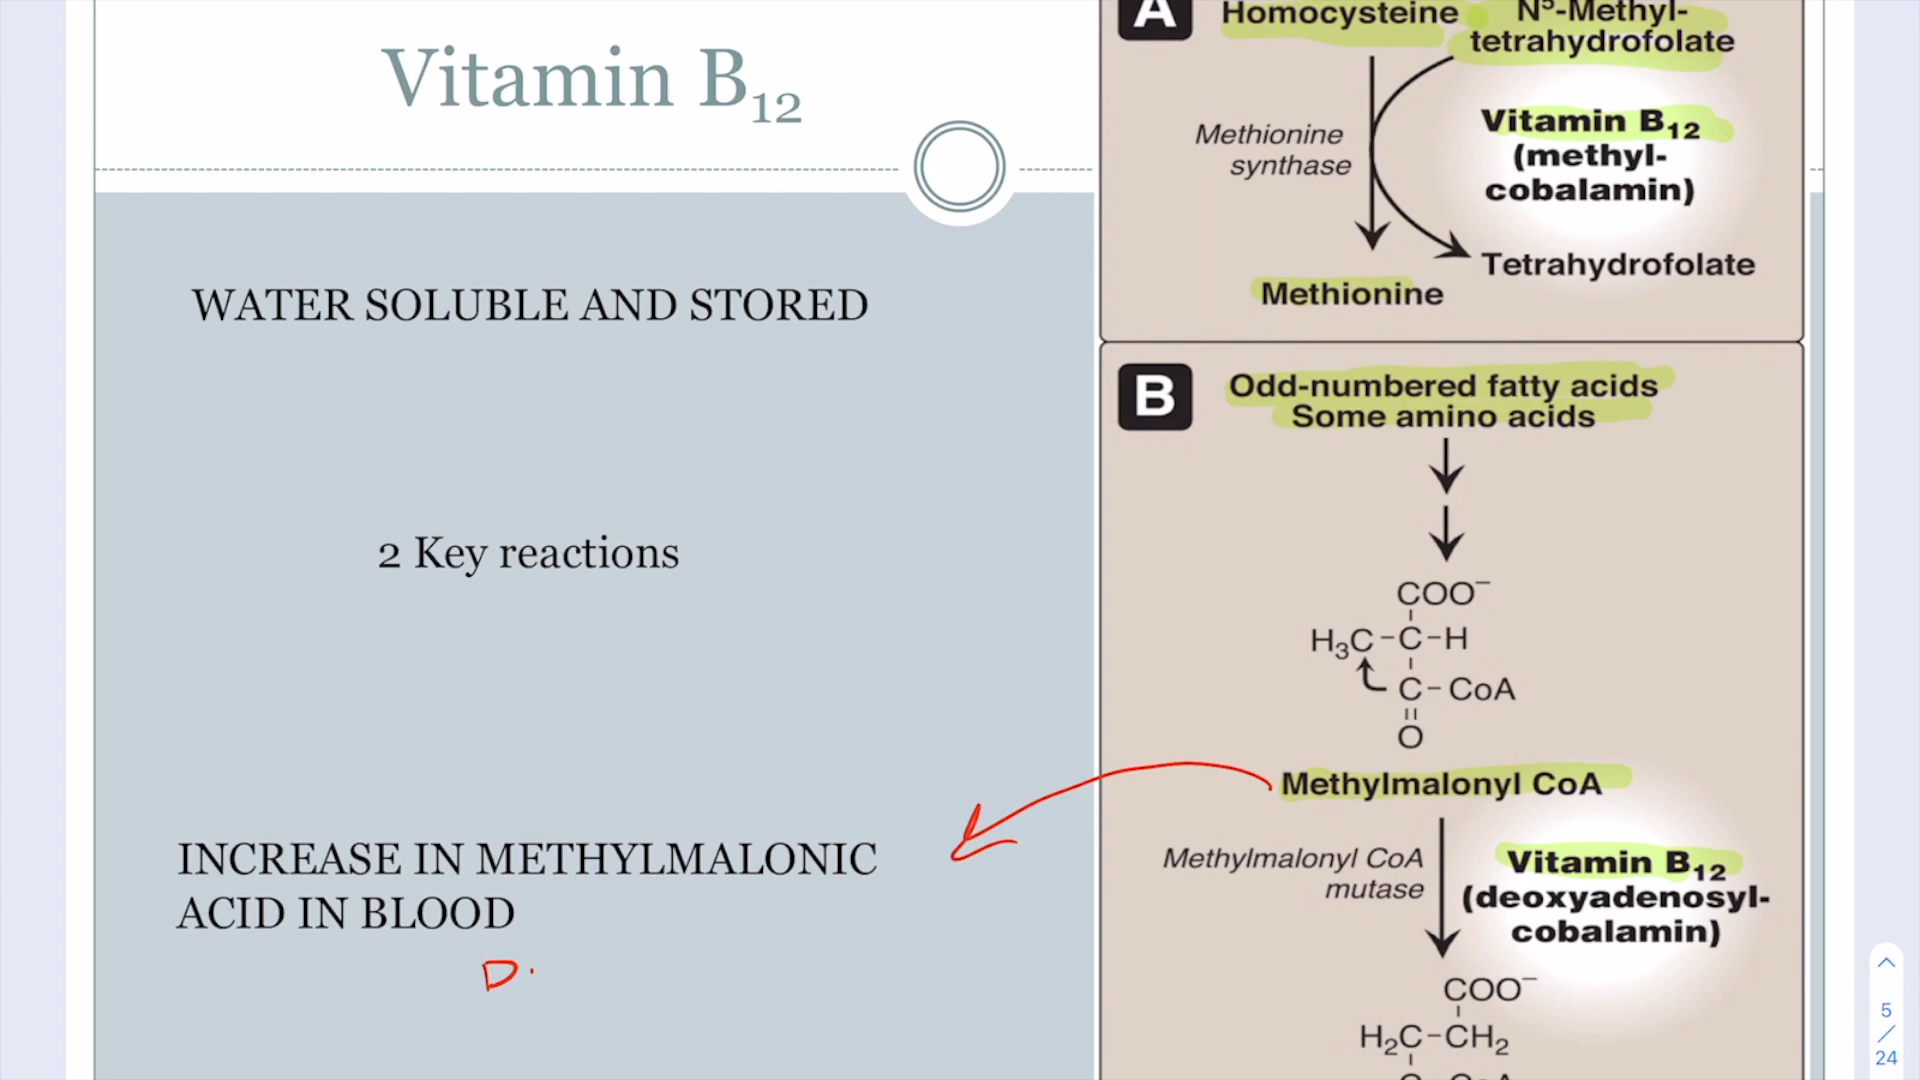 Vitamin B₁₂
WATER SOLUBLE AND STORED
2 Key reactions
INCREASE IN METHYLMALONIC
ACID IN BLOOD
D.
A
Homocysteine
N⁵-Methyl-
tetrahydrofolate
Methionine
synthase
Vitamin B₁₂
(methyl-
cobalamin)
Tetrahydrofolate
Methionine
B
Odd-numbered fatty acids
Some amino acids
COO⁻
H₃C-C-H
C-CoA
O
Methylmalonyl CoA
Methylmalonyl CoA
mutase
Vitamin B₁₂
(deoxyadenosyl-
cobalamin)
COO⁻
H₂C-CH₂
5
/
24